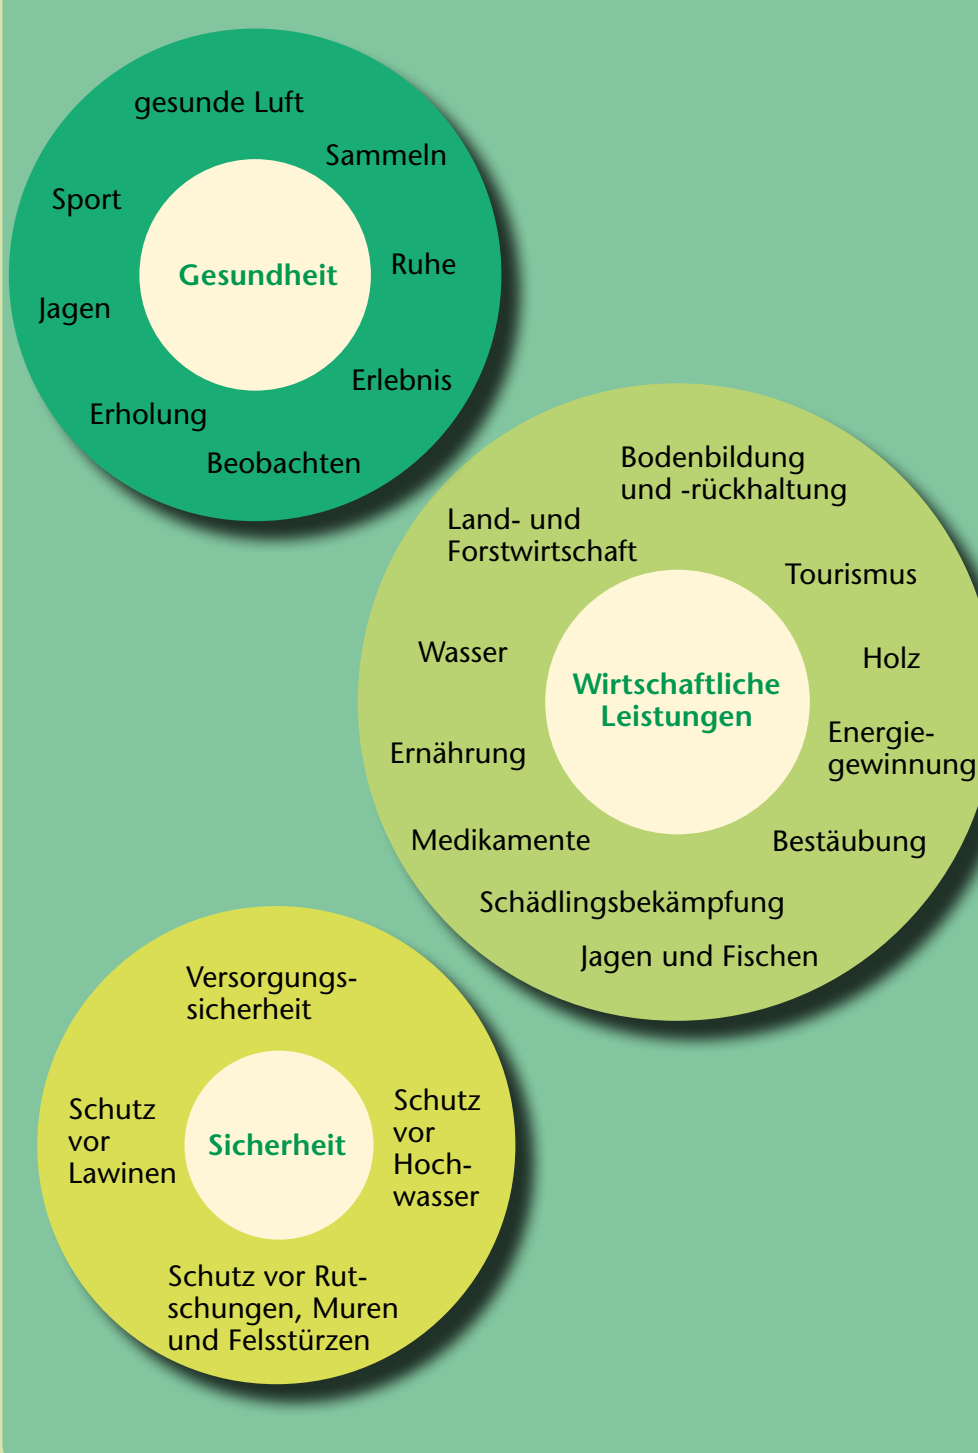 gesunde Luft
Sammeln
Sport
Gesundheit
Ruhe
Jagen
Erlebnis
Erholung
Beobachten
Bodenbildung
und -rückhaltung
Land- und
Forstwirtschaft
Tourismus
Wasser
Holz
Wirtschaftliche
Leistungen
Energie-
gewinnung
Ernährung
Medikamente
Bestäubung
Schädlingsbekämpfung
Jagen und Fischen
Versorgungs-
sicherheit
Schutz
vor
Lawinen
Sicherheit
Schutz
vor
Hoch-
wasser
Schutz vor Rut-
schungen, Muren
und Felsstürzen